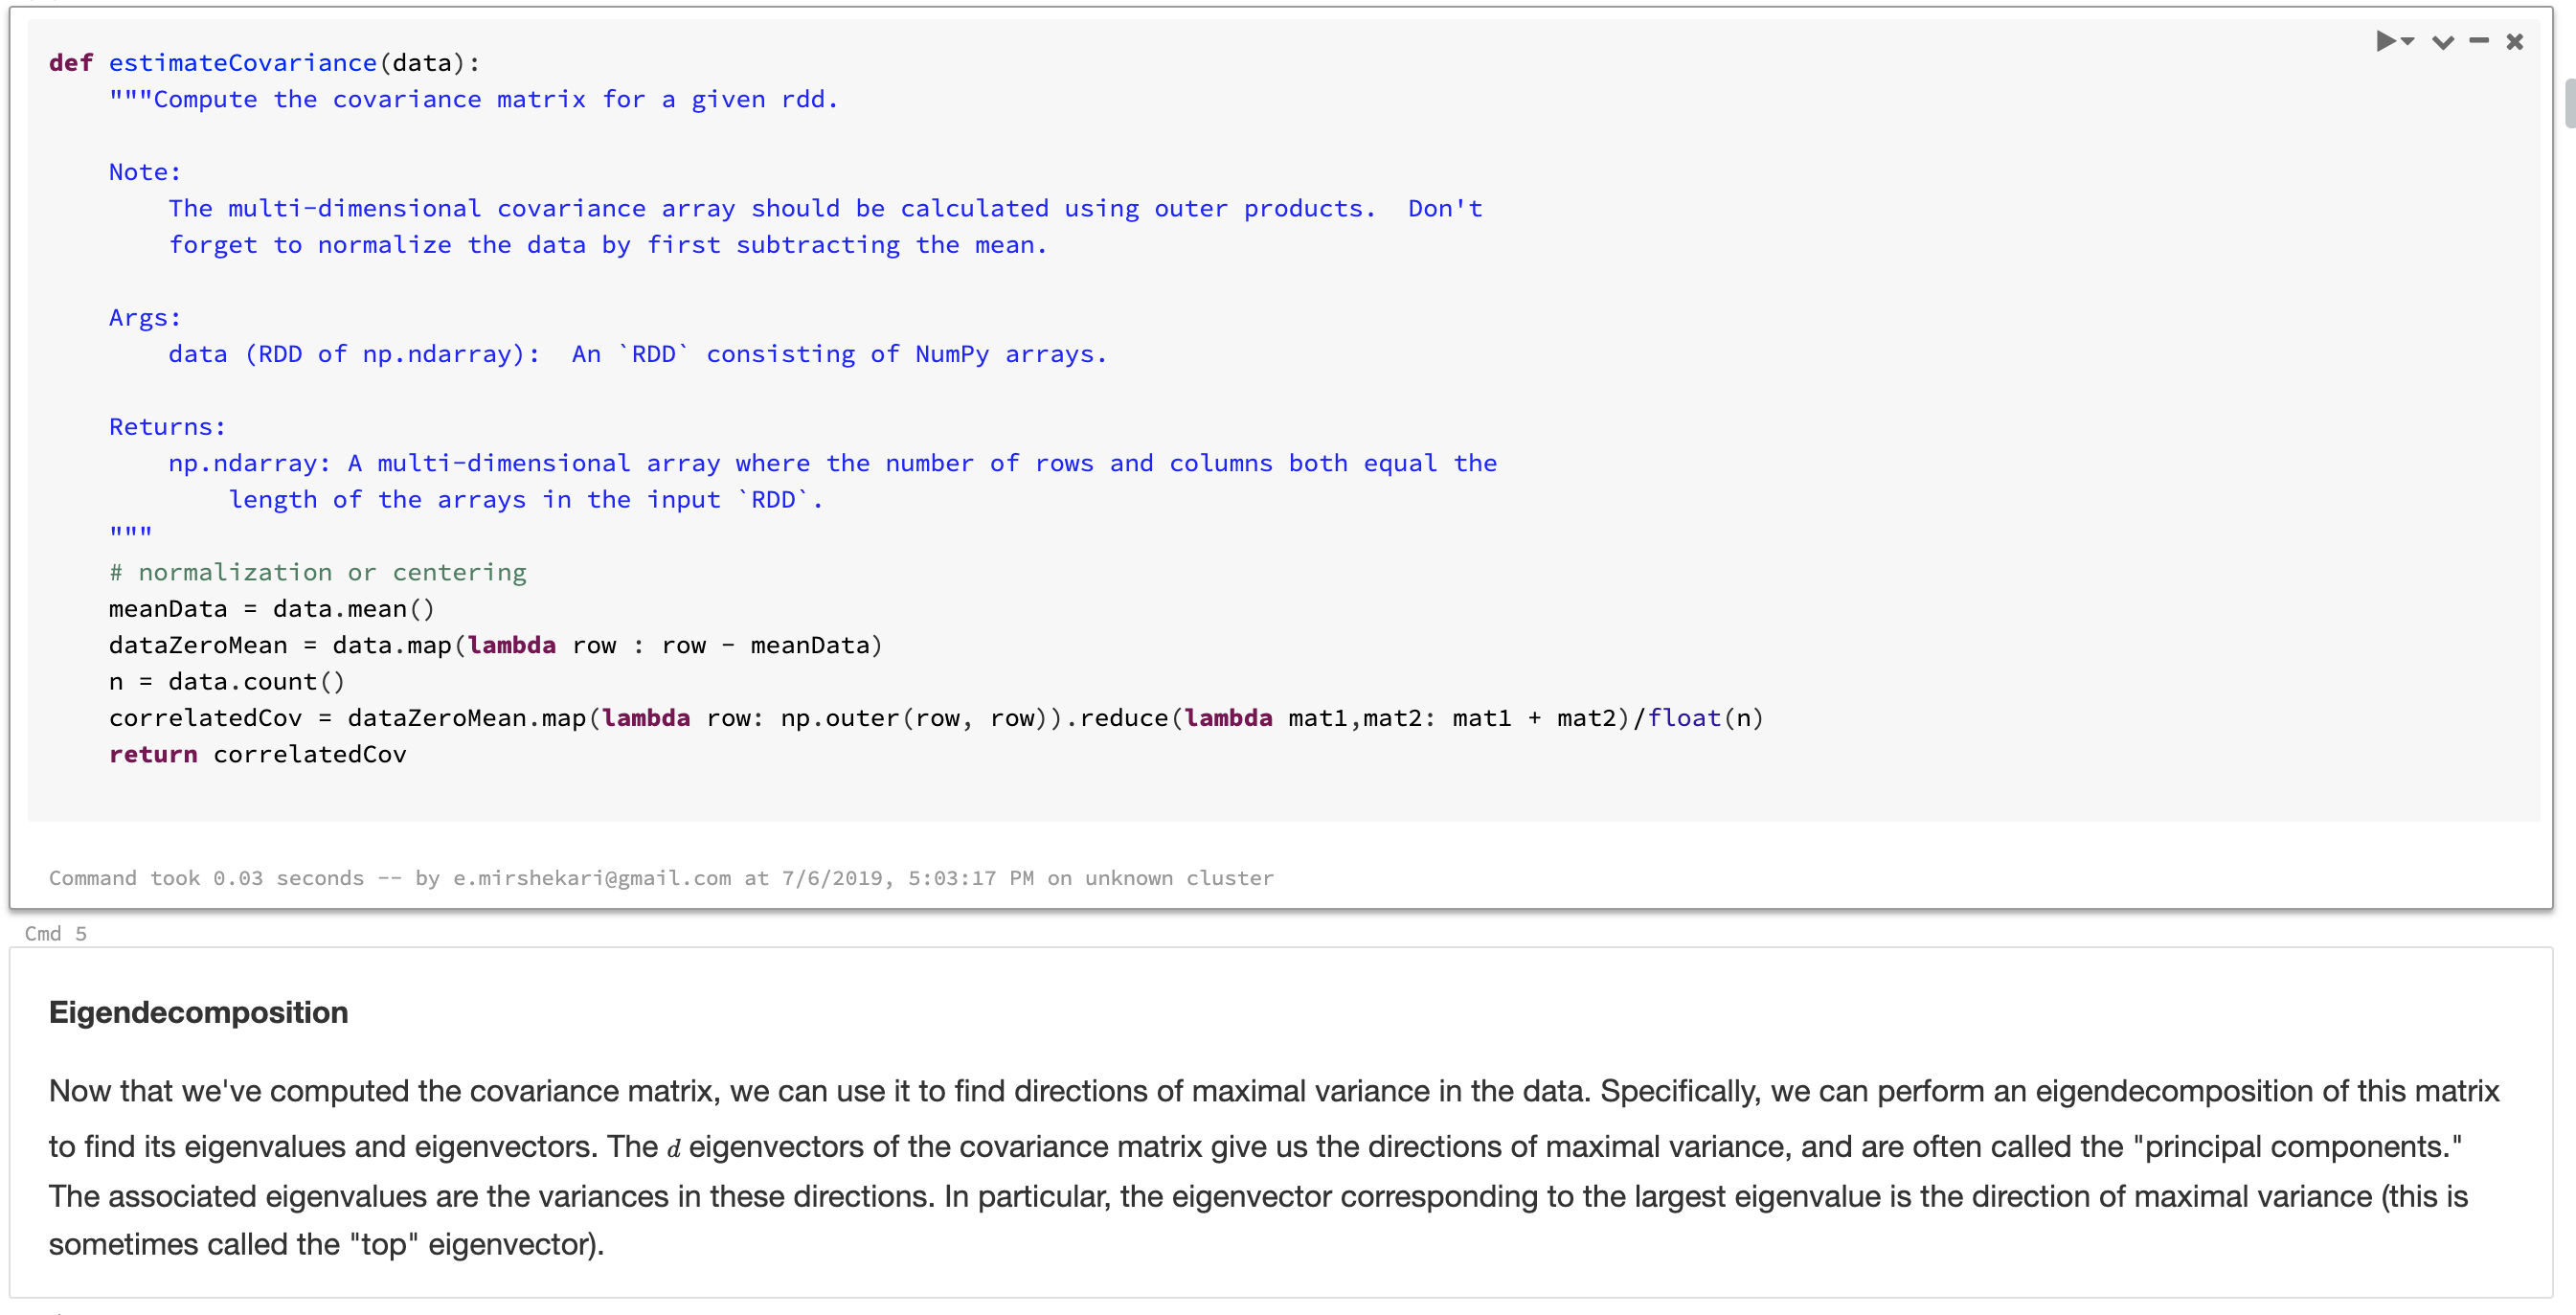 def estimateCovariance(data):
    """Compute the covariance matrix for a given rdd.
    Note:
        The multi-dimensional covariance array should be calculated using outer products.  Don't
        forget to normalize the data by first subtracting the mean.
    Args:
        data (RDD of np.ndarray):  An `RDD` consisting of NumPy arrays.
    Returns:
        np.ndarray: A multi-dimensional array where the number of rows and columns both equal the
            length of the arrays in the input `RDD`.
    """
    # normalization or centering
    meanData = data.mean()
    dataZeroMean = data.map(lambda row : row - meanData)
    n = data.count()
    correlatedCov = dataZeroMean.map(lambda row: np.outer(row, row)).reduce(lambda mat1,mat2: mat1 + mat2)/float(n)
    return correlatedCov
Command took 0.03 seconds -- by e.mirshekari@gmail.com at 7/6/2019, 5:03:17 PM on unknown cluster
Cmd 5
Eigendecomposition
Now that we've computed the covariance matrix, we can use it to find directions of maximal variance in the data. Specifically, we can perform an eigendecomposition of this matrix
to find its eigenvalues and eigenvectors. The d eigenvectors of the covariance matrix give us the directions of maximal variance, and are often called the "principal components."
The associated eigenvalues are the variances in these directions. In particular, the eigenvector corresponding to the largest eigenvalue is the direction of maximal variance (this is
sometimes called the "top" eigenvector).